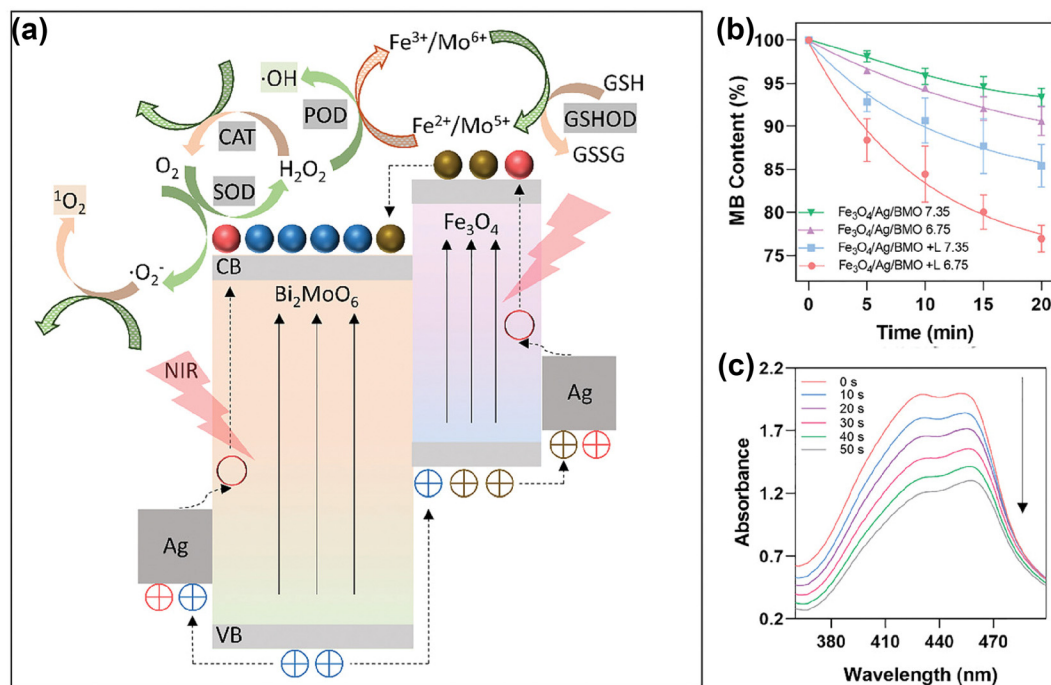 (a)
Fe³⁺/Mo⁶⁺
·OH
POD
GSH
GSHOD
GSSG
Fe²⁺/Mo⁵⁺
CAT
O₂
H₂O₂
SOD
¹O₂
·O₂⁻
CB
Fe₃O₄
Bi₂MoO₆
NIR
Ag
Ag
VB
(b)
MB Content (%)
100
95
90
85
80
75
Fe₃O₄/Ag/BMO 7.35
Fe₃O₄/Ag/BMO 6.75
Fe₃O₄/Ag/BMO +L 7.35
Fe₃O₄/Ag/BMO +L 6.75
0 5 10 15 20
Time (min)
(c)
Absorbance
2.2
1.7
1.2
0.7
0.2
0 s
10 s
20 s
30 s
40 s
50 s
380 410 440 470
Wavelength (nm)